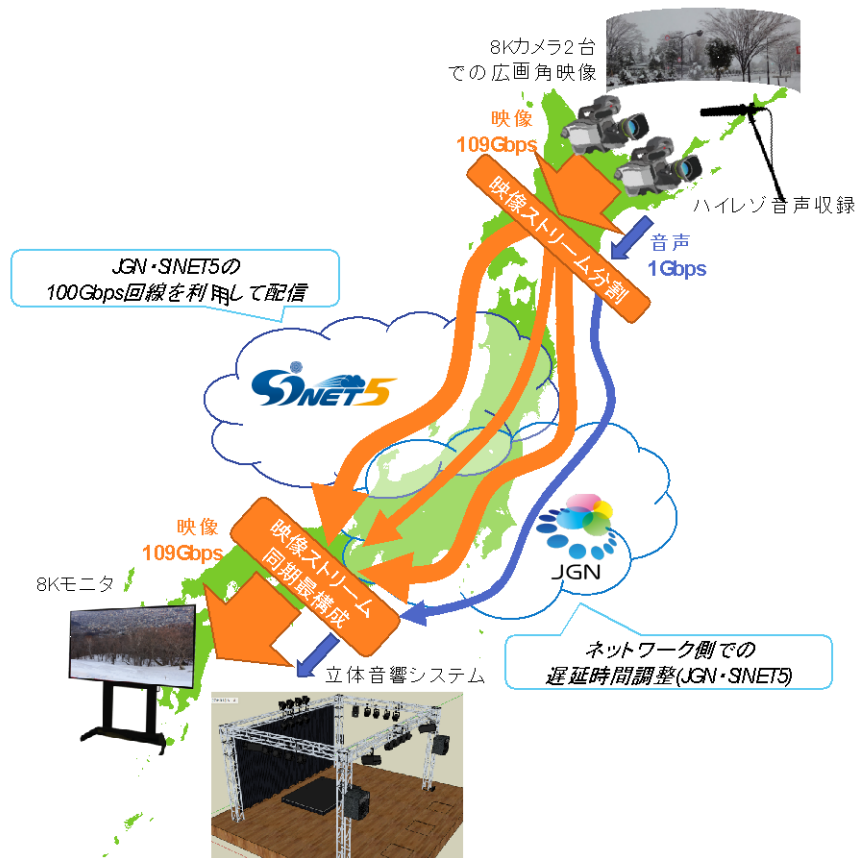 8Kカメラ2台
での広画角映像
映像
109Gbps
ハイレゾ音声収録
映像ストリーム分割
音声
1Gbps
JGN・SINET5の
100Gbps回線を利用して配信
SINET5
JGN
映像
109Gbps
映像ストリーム
同期最構成
8Kモニタ
ネットワーク側での
遅延時間調整(JGN・SINET5)
立体音響システム